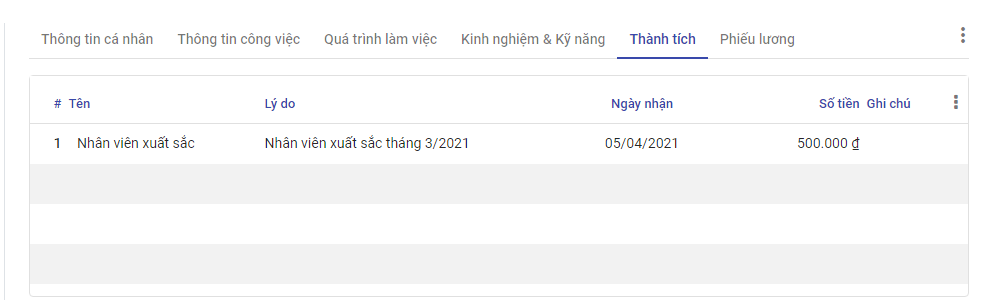 Thông tin cá nhân Thông tin công việc Quá trình làm việc Kinh nghiệm & Kỹ năng Thành tích Phiếu lương
# Tên Lý do Ngày nhận Số tiền Ghi chú
1 Nhân viên xuất sắc Nhân viên xuất sắc tháng 3/2021 05/04/2021 500.000 ₫